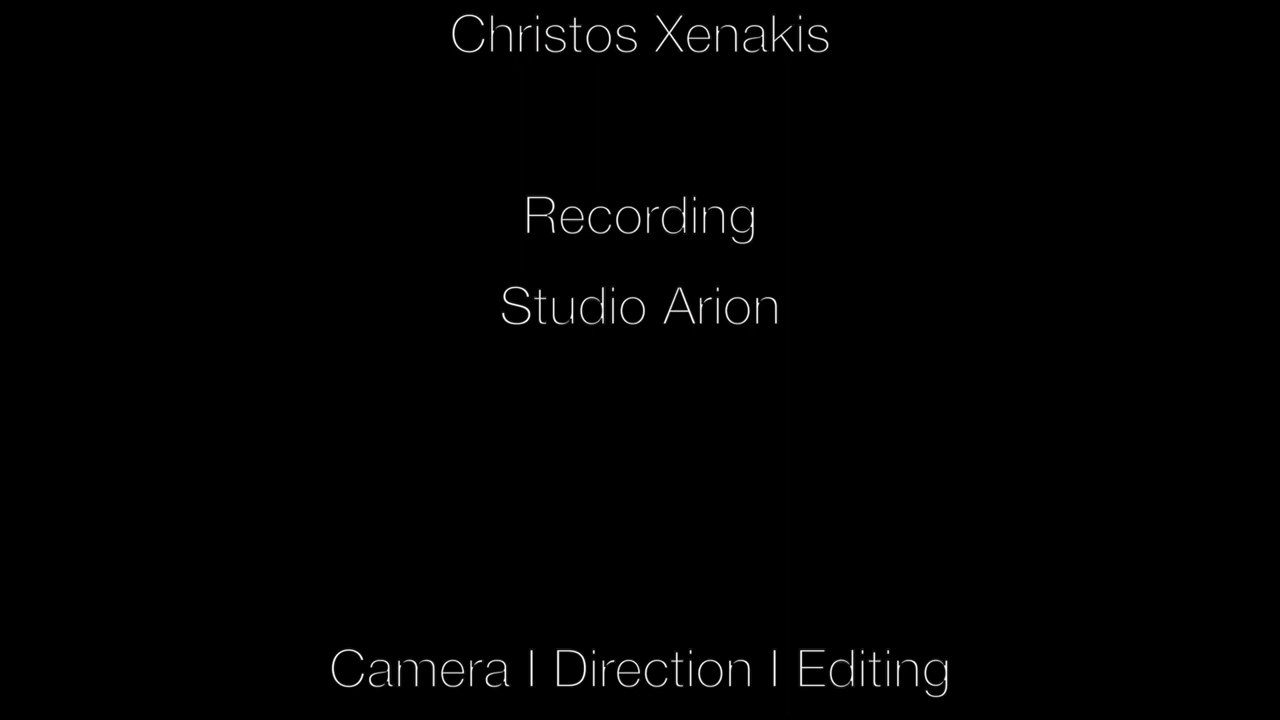 Christos Xenakis
Recording
Studio Arion
Camera I Direction I Editing